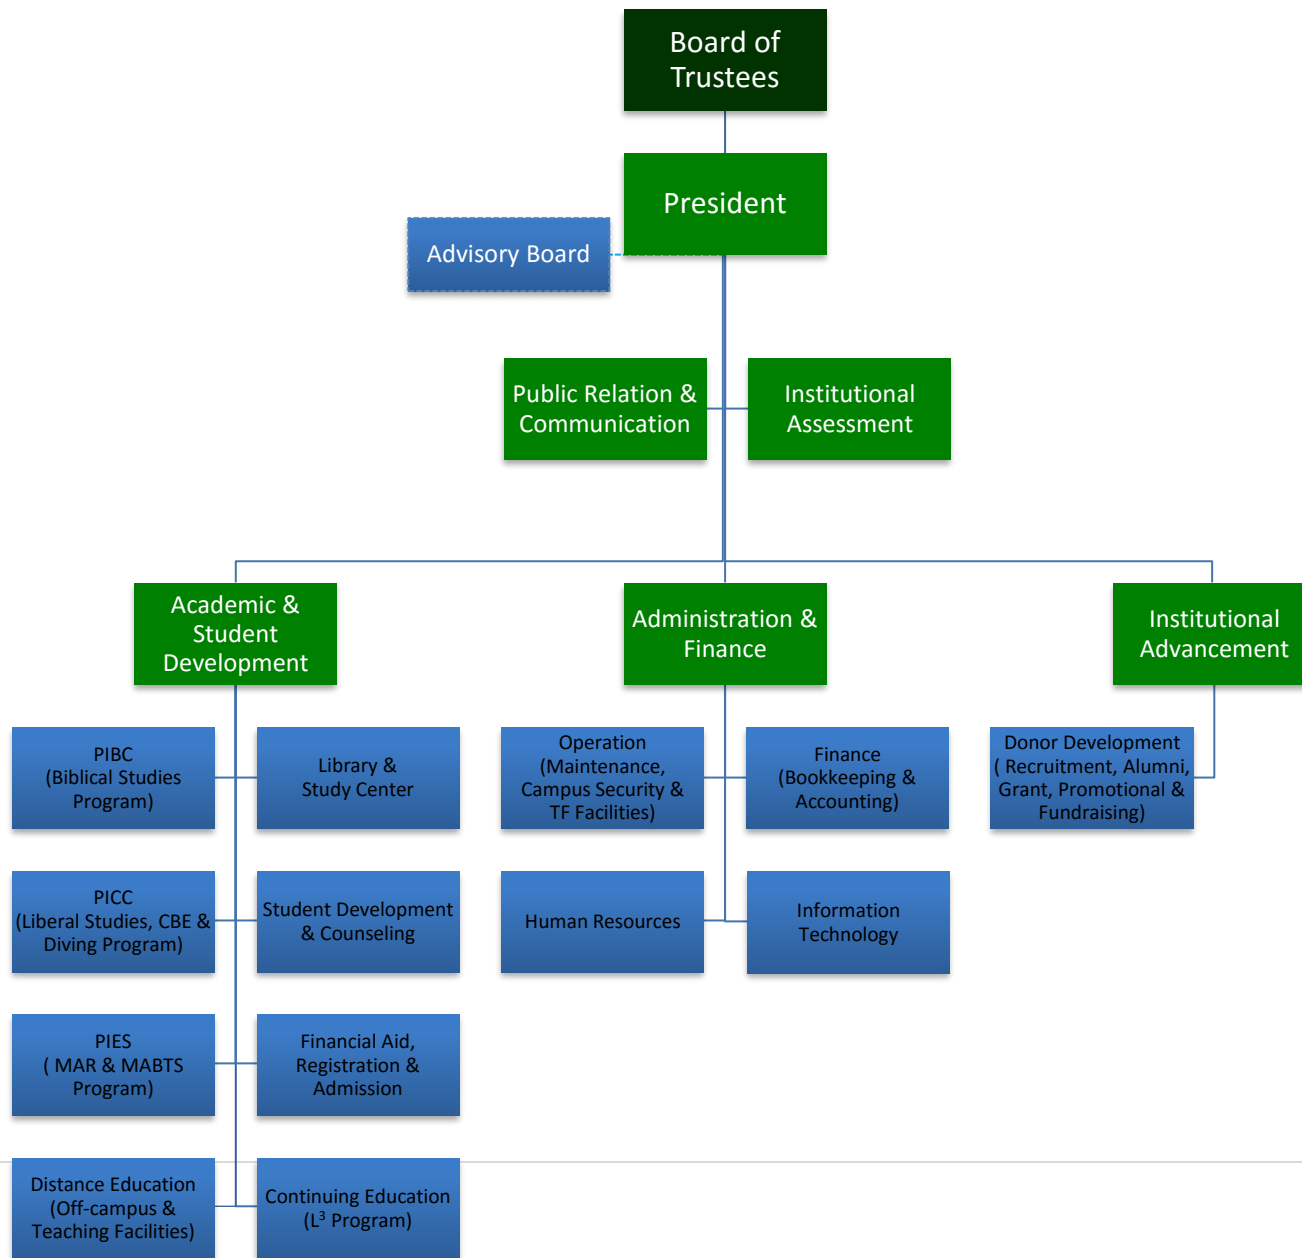 Board of
Trustees
President
Advisory Board
Public Relation &
Communication
Institutional
Assessment
Academic &
Student
Development
Administration &
Finance
Institutional
Advancement
PIBC
(Biblical Studies
Program)
Library &
Study Center
Operation
(Maintenance,
Campus Security &
TF Facilities)
Finance
(Bookkeeping &
Accounting)
Donor Development
( Recruitment, Alumni,
Grant, Promotional &
Fundraising)
PICC
(Liberal Studies, CBE &
Diving Program)
Student Development
& Counseling
Human Resources
Information
Technology
PIES
( MAR & MABTS
Program)
Financial Aid,
Registration &
Admission
Distance Education
(Off-campus &
Teaching Facilities)
Continuing Education
(L³ Program)